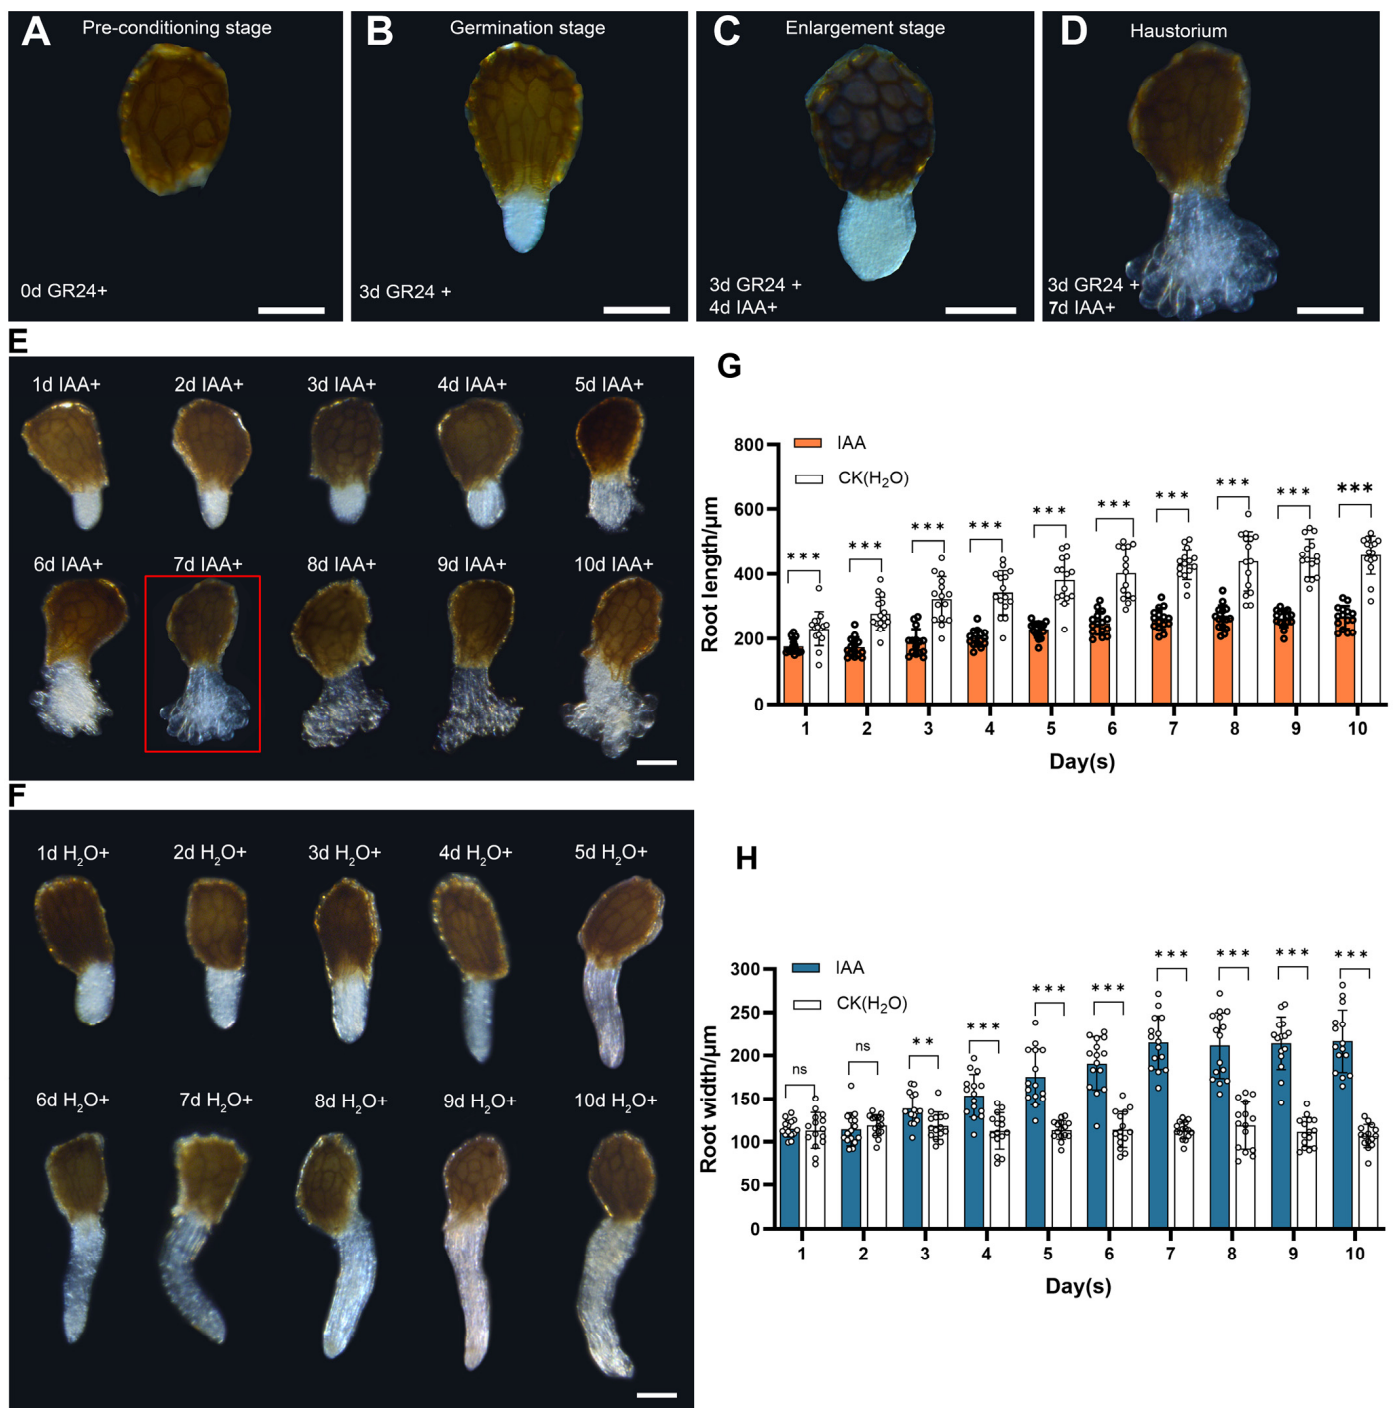 A
Pre-conditioning stage
0d GR24+
B
Germination stage
3d GR24 +
C
Enlargement stage
3d GR24 +
4d IAA+
D
Haustorium
3d GR24 +
7d IAA+
E
1d IAA+ 2d IAA+ 3d IAA+ 4d IAA+ 5d IAA+
6d IAA+ 7d IAA+ 8d IAA+ 9d IAA+ 10d IAA+
F
1d H₂O+ 2d H₂O+ 3d H₂O+ 4d H₂O+ 5d H₂O+
6d H₂O+ 7d H₂O+ 8d H₂O+ 9d H₂O+ 10d H₂O+
G
IAA
CK(H₂O)
Root length/μm
800
600
400
200
0
*** *** *** *** *** *** *** *** *** ***
1 2 3 4 5 6 7 8 9 10
Day(s)
H
IAA
CK(H₂O)
Root width/μm
300
250
200
150
100
50
0
ns ns ** *** *** *** *** *** *** ***
1 2 3 4 5 6 7 8 9 10
Day(s)